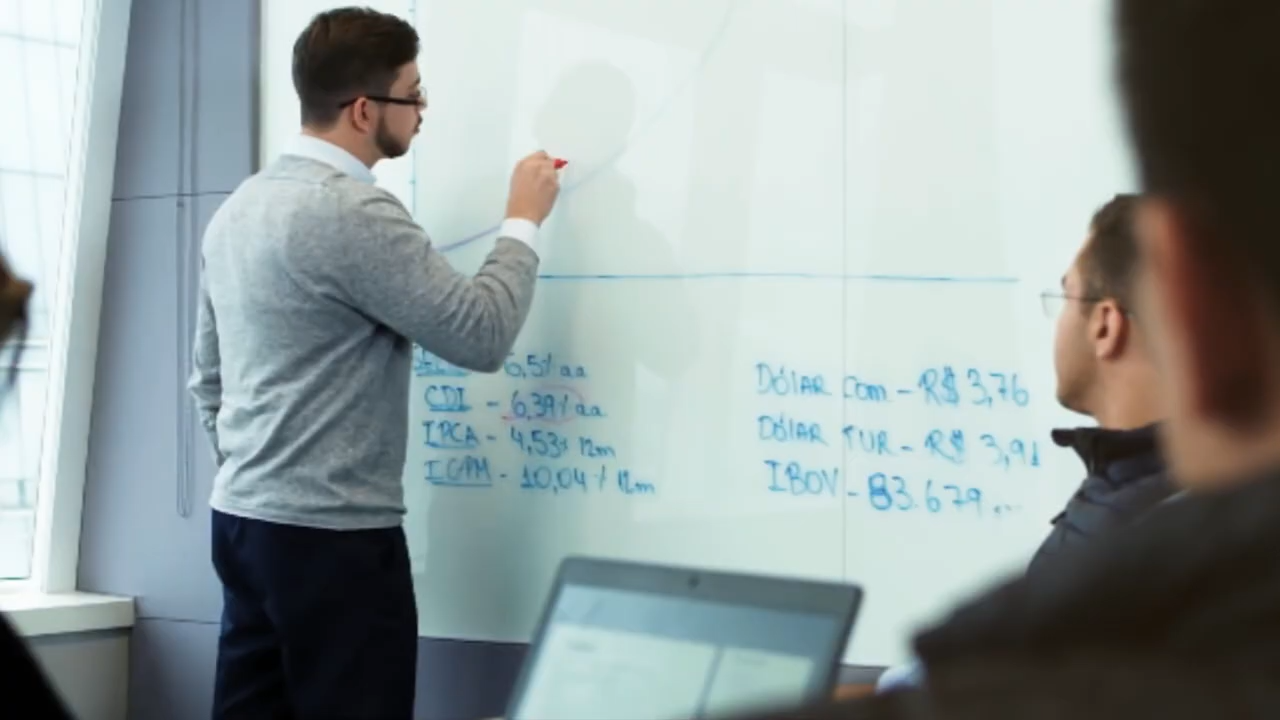 6,5% aa
CDI - 6,39% aa
IPCA - 4,53% 12m
IGPM - 10,04% 12m
DÓLAR Com - R$ 3,76
DÓLAR TUR - R$ 3,91
IBOV - 83.679...